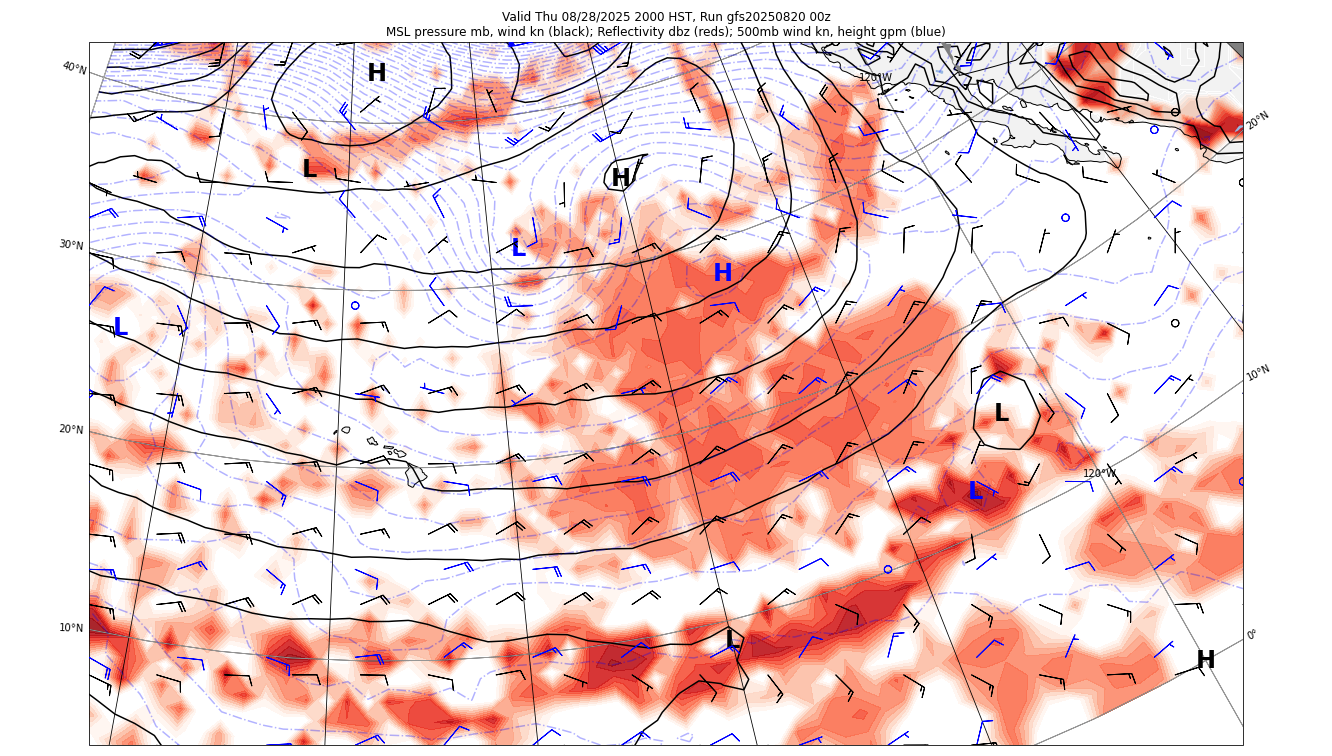 Valid Thu 08/28/2025 2000 HST, Run gfs20250820 00z
MSL pressure mb, wind kn (black); Reflectivity dbz (reds); 500mb wind kn, height gpm (blue)
40°N
H
120°W
20°N
L
H
30°N
L
H
L
10°N
L
20°N
120°W
L
10°N
L
0°
H